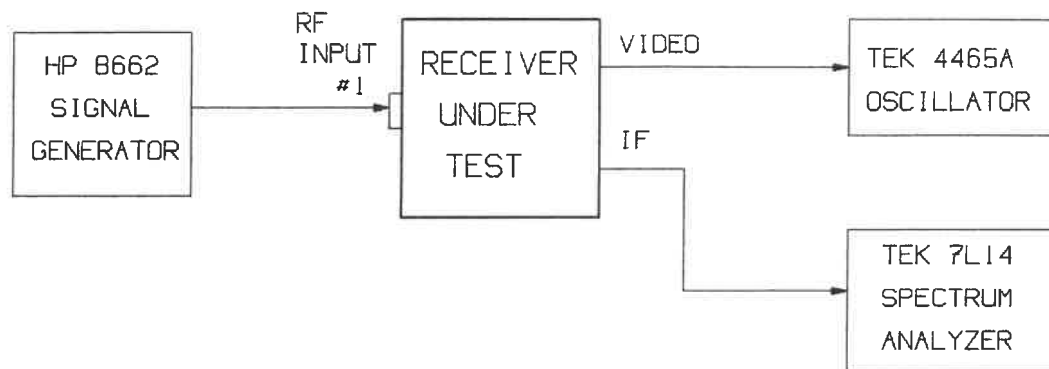 HP 8662
SIGNAL
GENERATOR
RF
INPUT
#1
RECEIVER
UNDER
TEST
VIDEO
IF
TEK 4465A
OSCILLATOR
TEK 7L14
SPECTRUM
ANALYZER